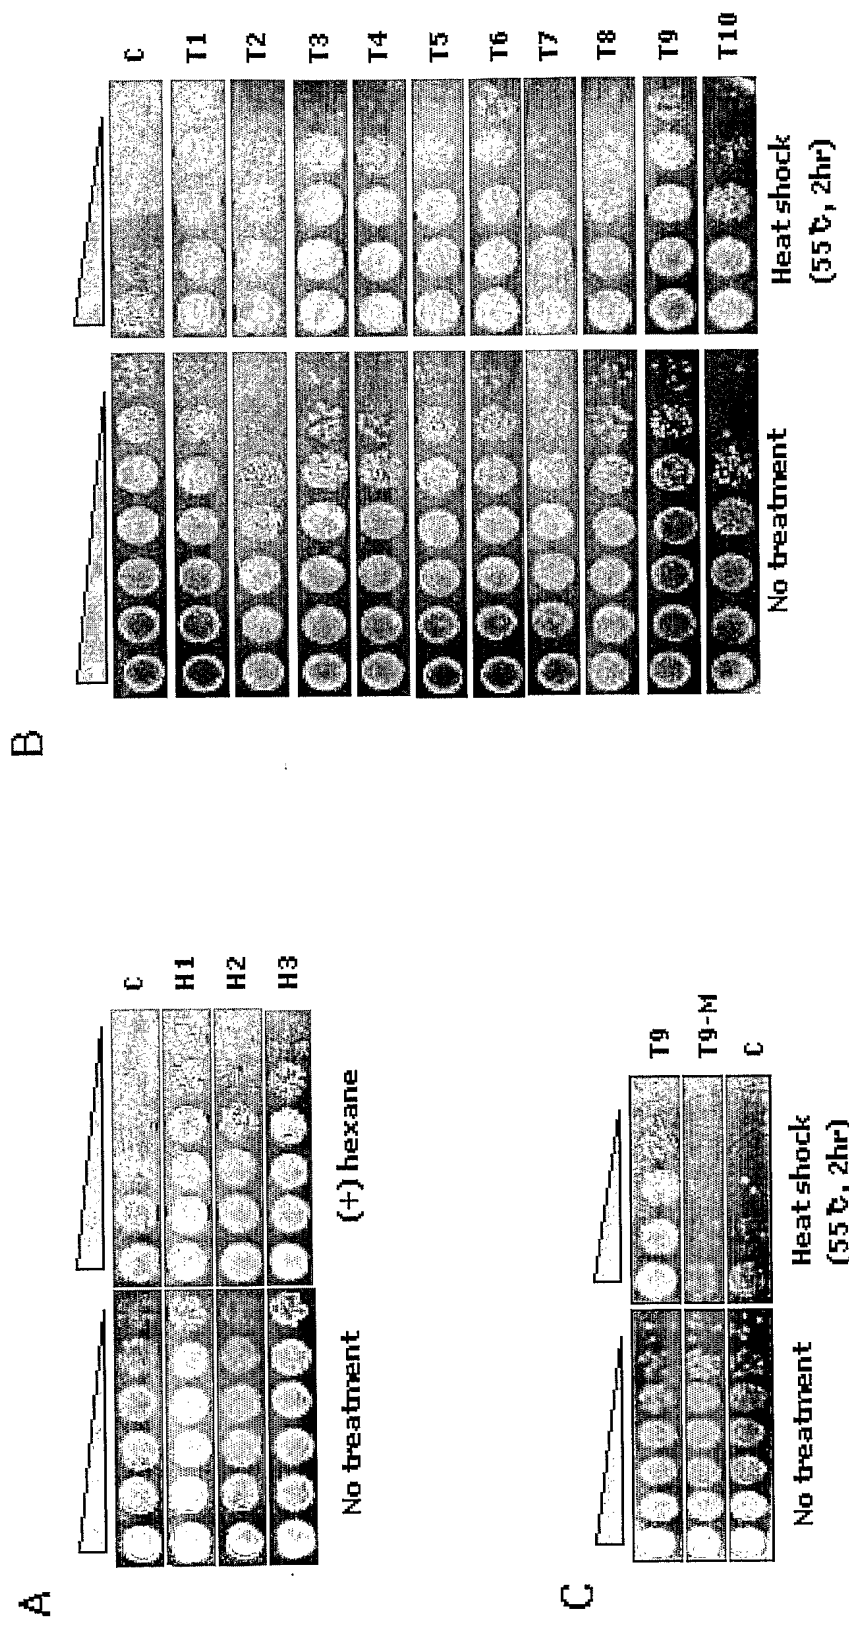 A
C
H1
H2
H3
No treatment
(+) hexane
B
C
T1
T2
T3
T4
T5
T6
T7
T8
T9
T10
No treatment
Heat shock
(55℃, 2hr)
C
T9
T9-M
C
No treatment
Heat shock
(55℃, 2hr)